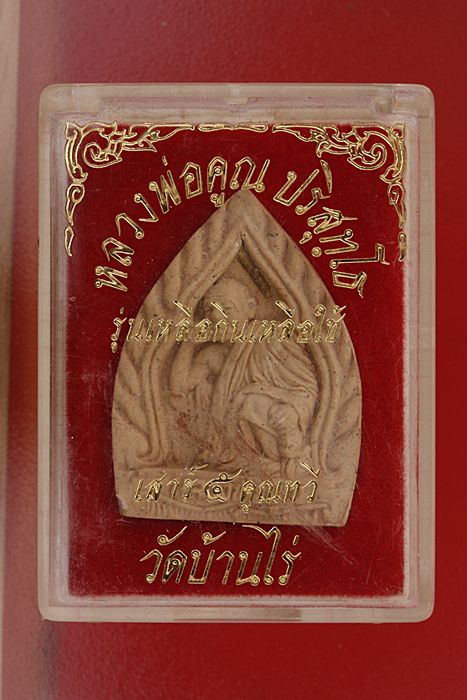 หลวงพ่อคูณ ปริสุทฺโธ
รุ่นเหลือกินเหลือใช้
เสาร์ ๕ คูณทวี
วัดบ้านไร่